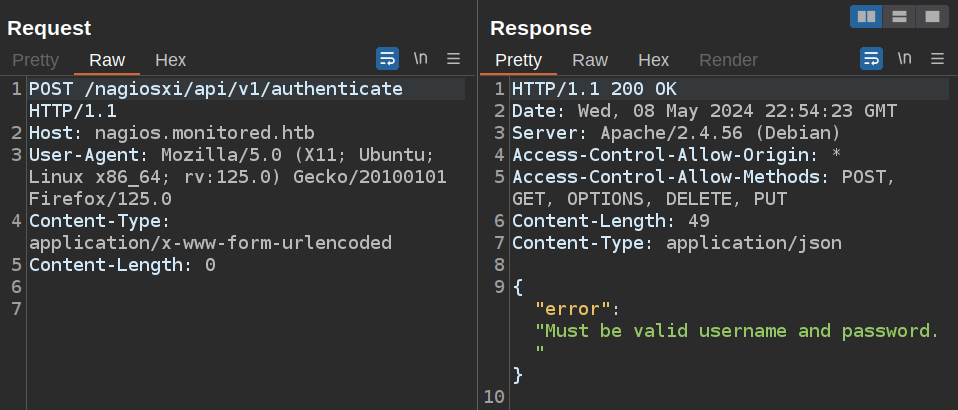 Request
Pretty Raw Hex \n
1 POST /nagiosxi/api/v1/authenticate
HTTP/1.1
2 Host: nagios.monitored.htb
3 User-Agent: Mozilla/5.0 (X11; Ubuntu;
Linux x86_64; rv:125.0) Gecko/20100101
Firefox/125.0
4 Content-Type:
application/x-www-form-urlencoded
5 Content-Length: 0
6
7
Response
Pretty Raw Hex Render \n
1 HTTP/1.1 200 OK
2 Date: Wed, 08 May 2024 22:54:23 GMT
3 Server: Apache/2.4.56 (Debian)
4 Access-Control-Allow-Origin: *
5 Access-Control-Allow-Methods: POST,
GET, OPTIONS, DELETE, PUT
6 Content-Length: 49
7 Content-Type: application/json
8
9 {
"error":
"Must be valid username and password.
"
}
10